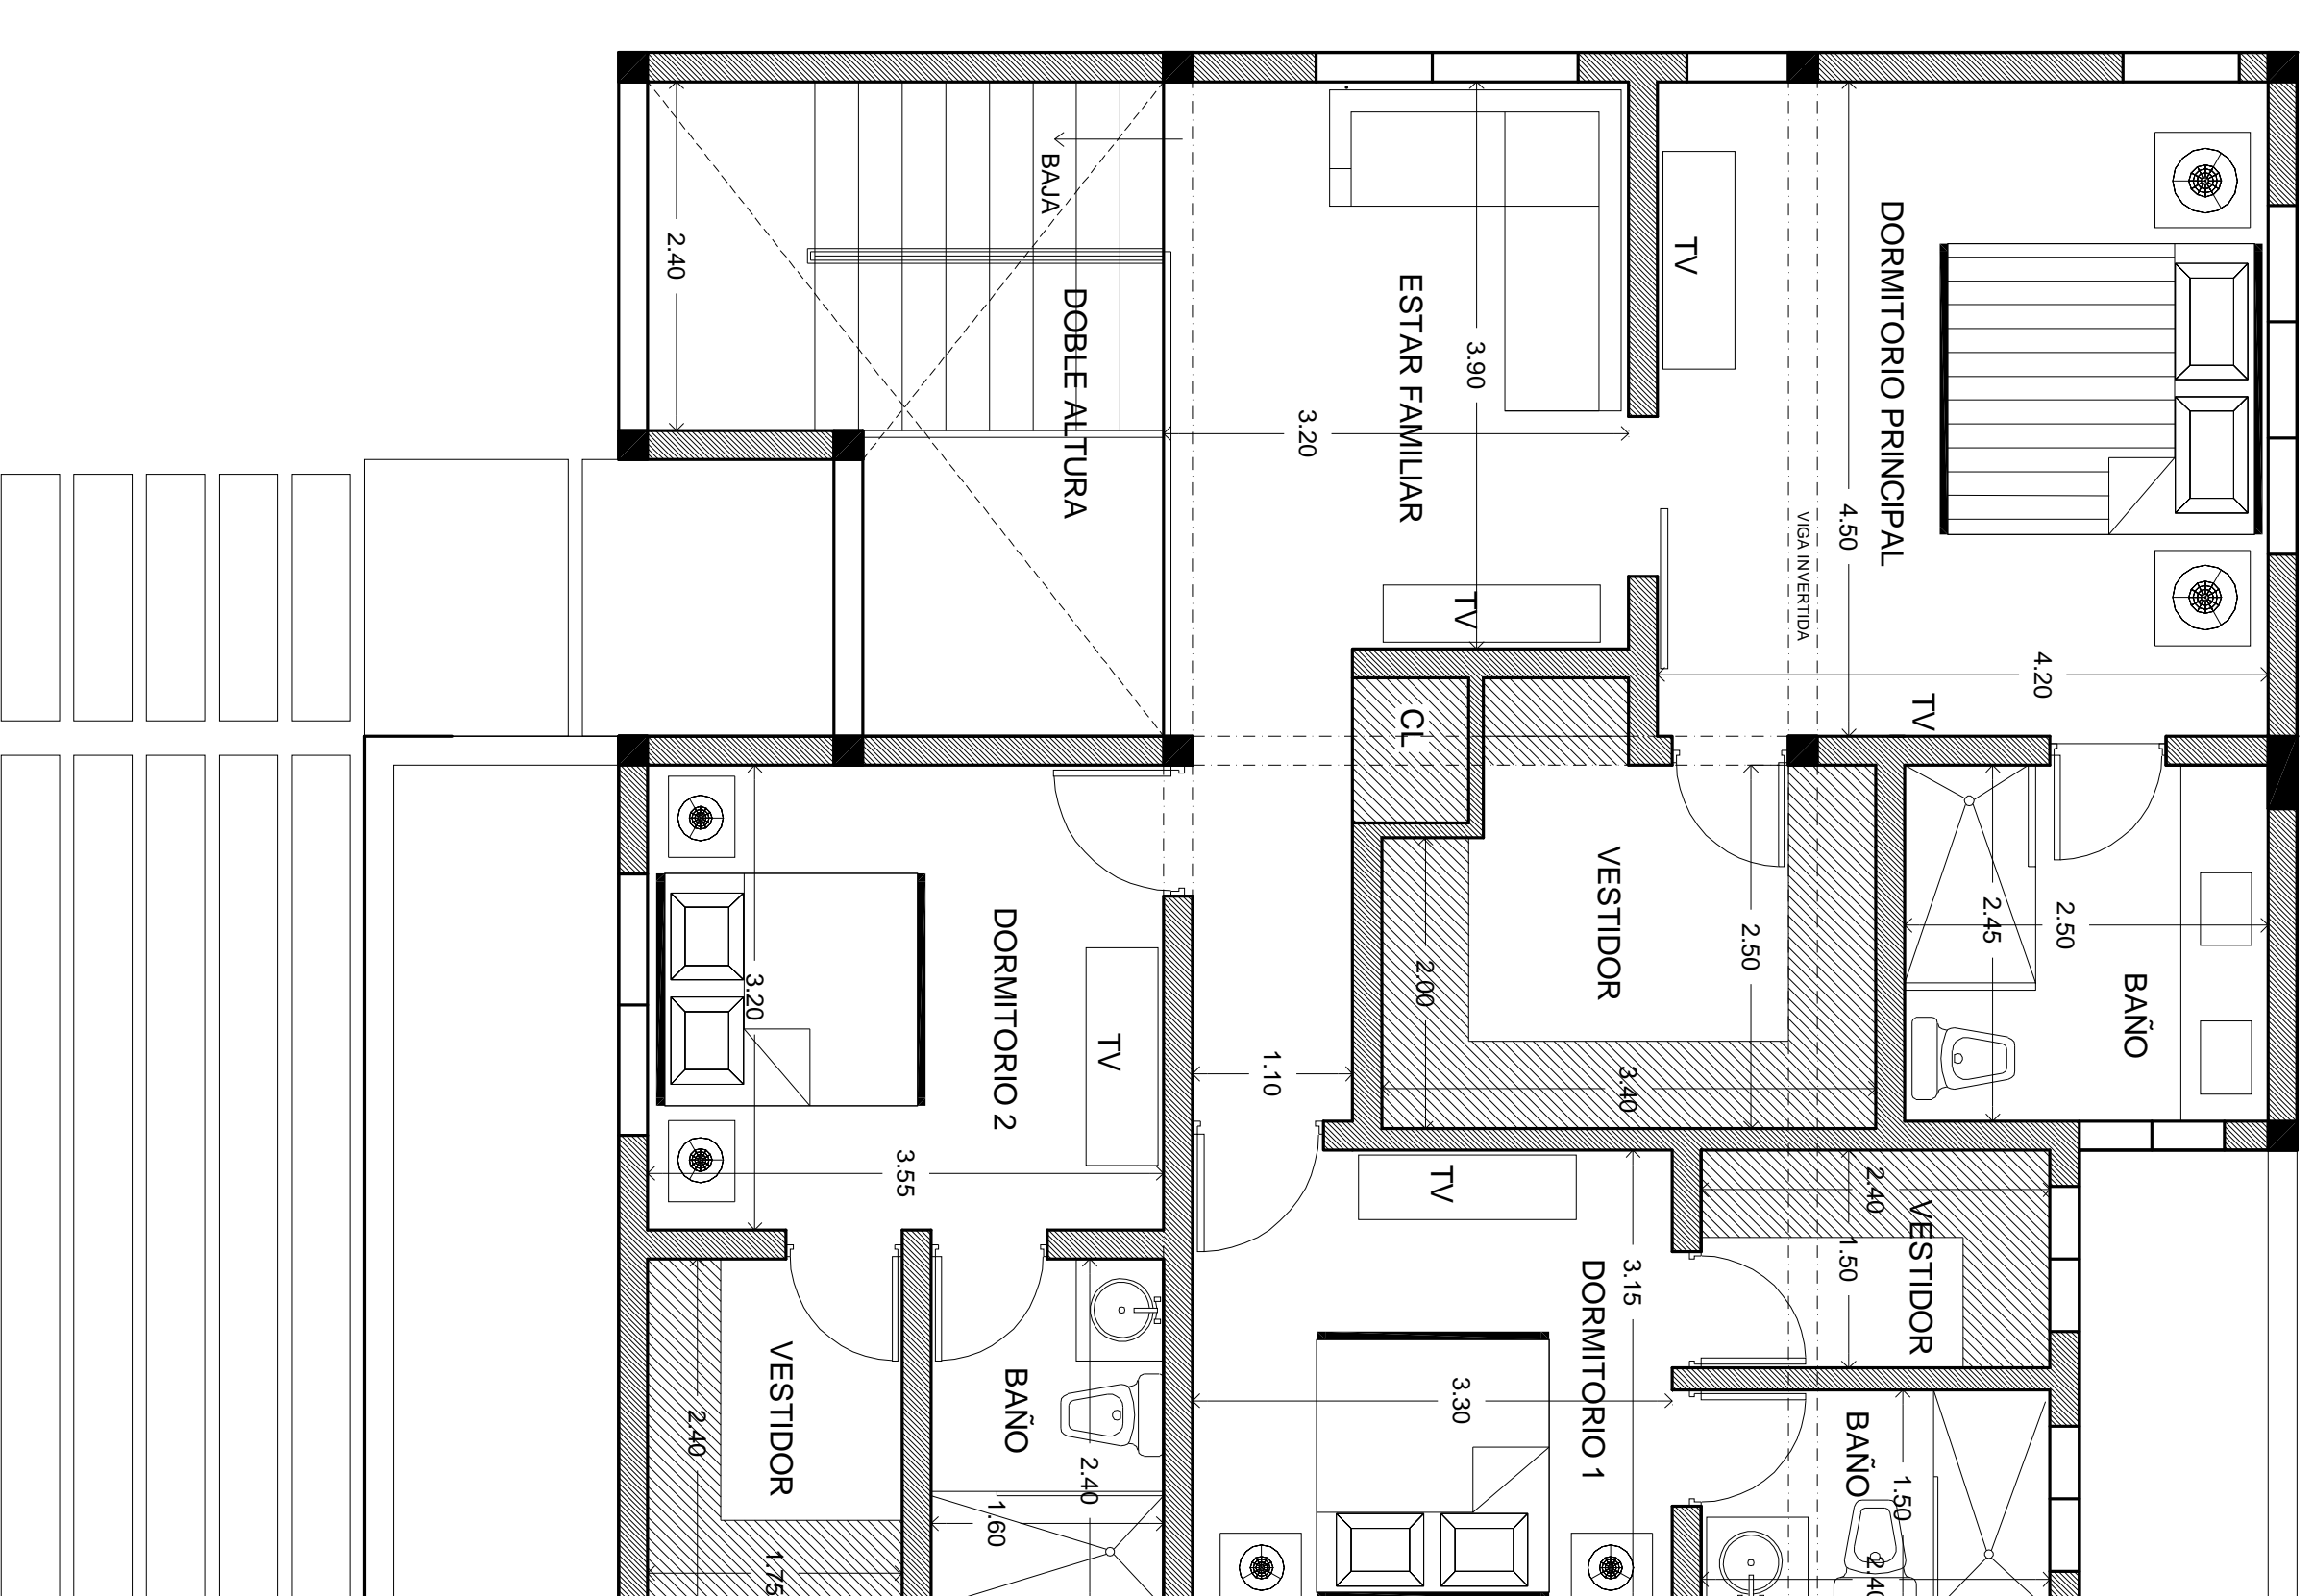 DORMITORIO PRINCIPAL
TV
4.50
VIGA INVERTIDA
4.20
TV
ESTAR FAMILIAR
3.90
3.20
TV
BAJA
DOBLE ALTURA
2.40
CL
VESTIDOR
2.50
2.00
3.40
BAÑO
2.50
2.45
1.10
DORMITORIO 2
TV
3.20
3.55
TV
DORMITORIO 1
3.15
3.30
VESTIDOR
2.40
1.50
BAÑO
1.50
2.40
BAÑO
2.40
1.60
VESTIDOR
2.40
1.75